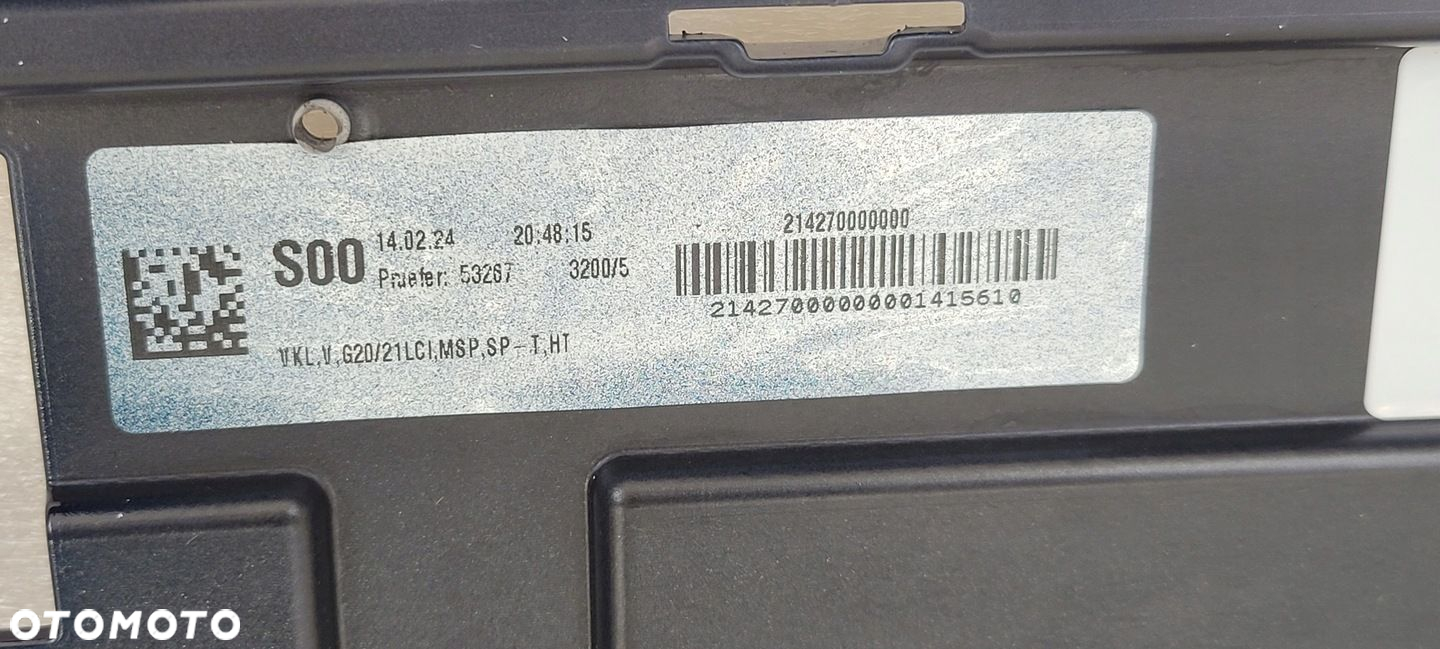 S00
14.02.24 20:48:15
Pruefer: 53267 3200/5
VKL,V,G20/21LCI,MSP,SP-T,HT
214270000000
21427000000001415610
OTOMOTO